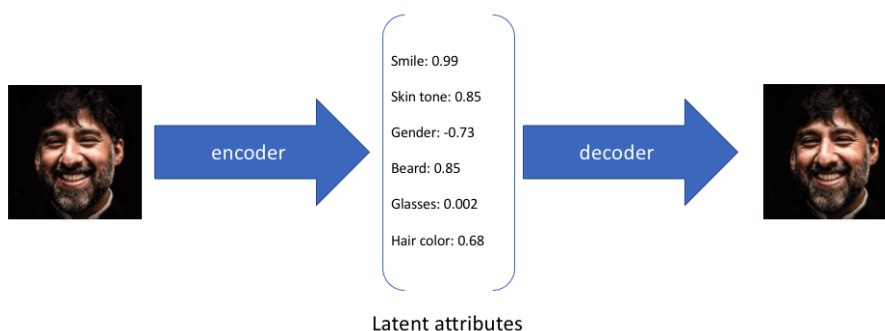 encoder
Smile: 0.99
Skin tone: 0.85
Gender: -0.73
Beard: 0.85
Glasses: 0.002
Hair color: 0.68
decoder
Latent attributes